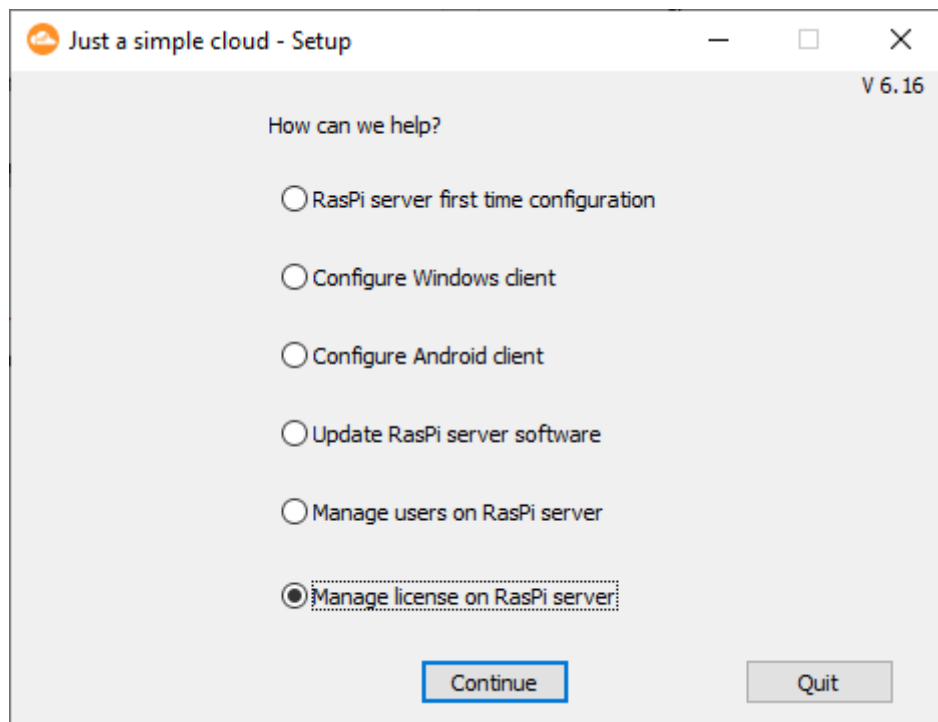 Just a simple cloud - Setup
V 6.16
How can we help?
RasPi server first time configuration
Configure Windows client
Configure Android client
Update RasPi server software
Manage users on RasPi server
Manage license on RasPi server
Continue
Quit